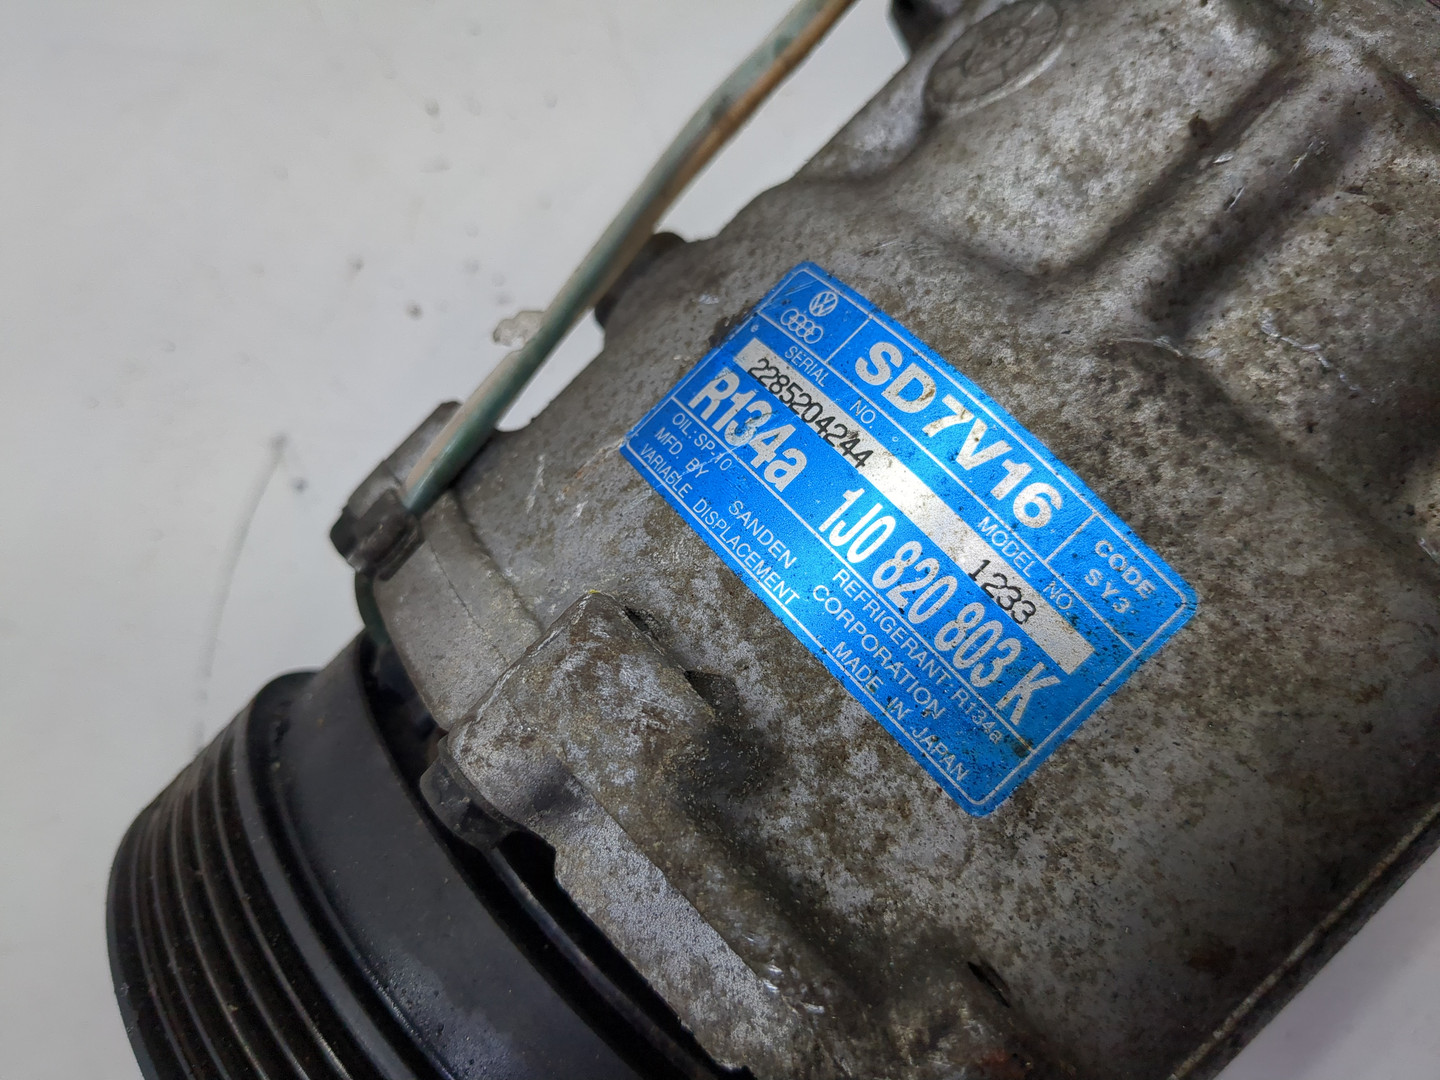 SD7V16
CODE
SY3
SERIAL NO. MODEL NO.
2285204244 1233
R134a 1J0 820 803 K
OIL: SP-10 REFRIGERANT: R134a
MFD BY SANDEN CORPORATION
VARIABLE DISPLACEMENT MADE IN JAPAN